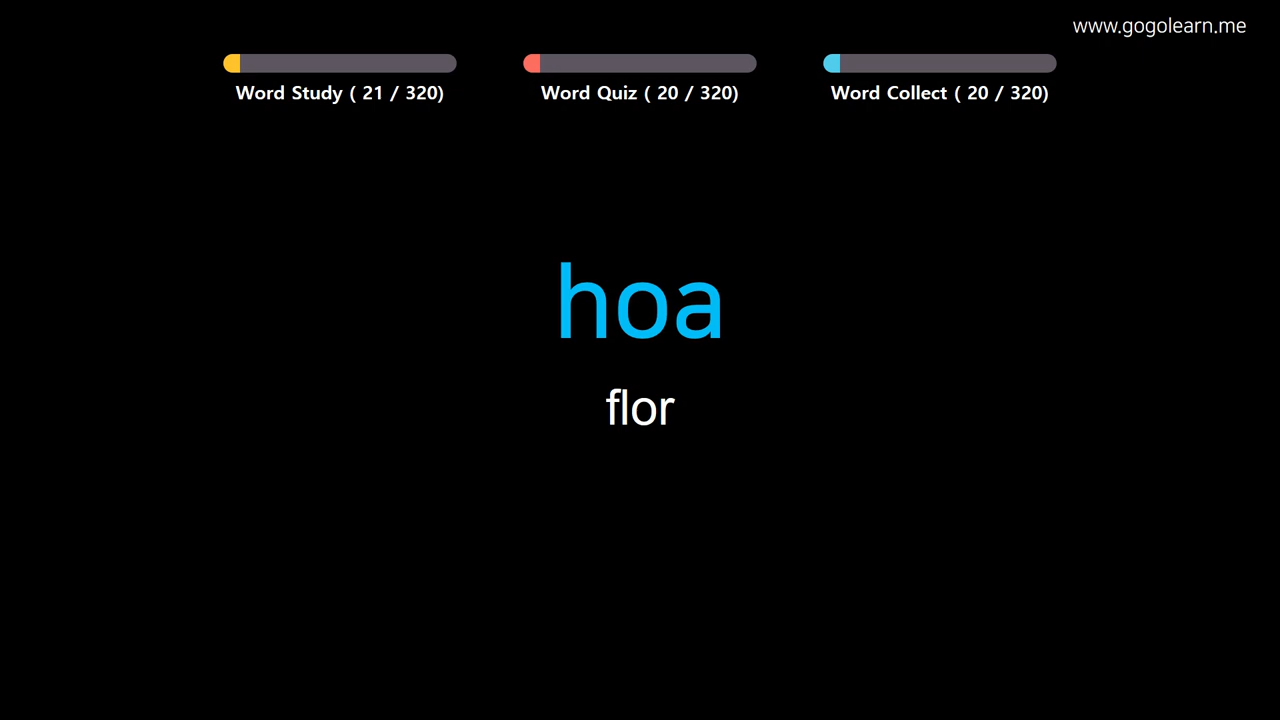 www.gogolearn.me
Word Study ( 21 / 320)
Word Quiz ( 20 / 320)
Word Collect ( 20 / 320)
hoa
flor